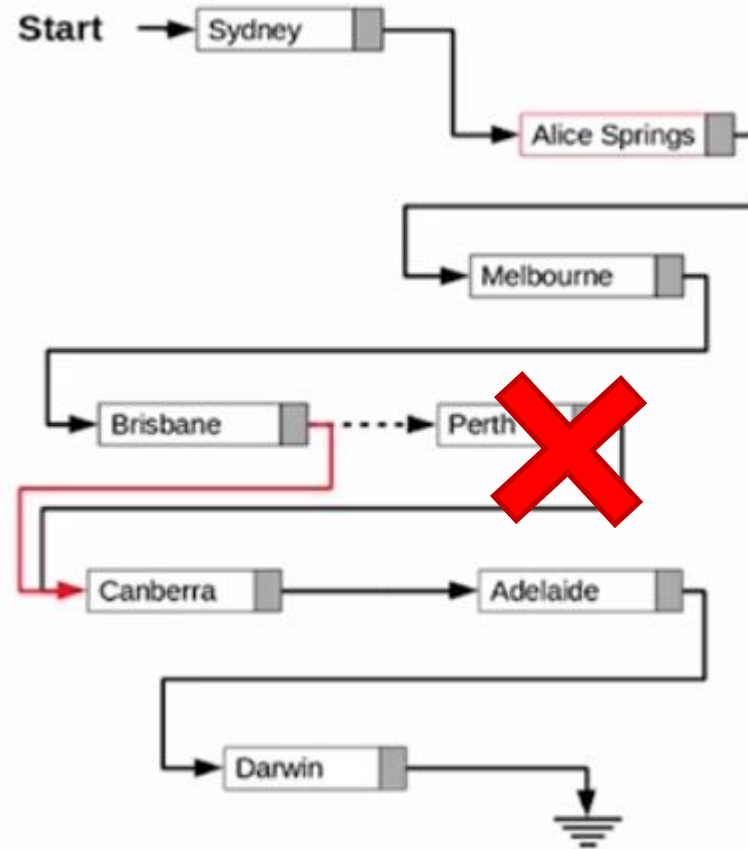 Start
Sydney
Alice Springs
Melbourne
Brisbane
Perth
Canberra
Adelaide
Darwin